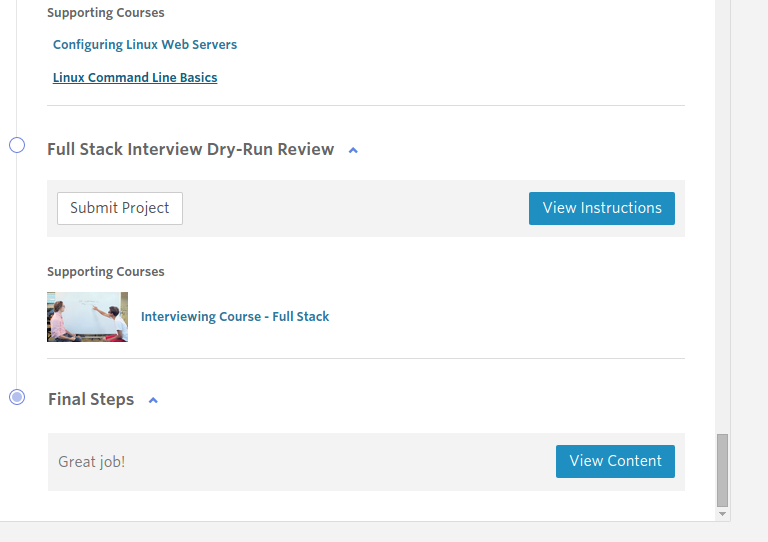 Supporting Courses
Configuring Linux Web Servers
Linux Command Line Basics
Full Stack Interview Dry-Run Review
Submit Project
View Instructions
Supporting Courses
Interviewing Course - Full Stack
Final Steps
Great job!
View Content